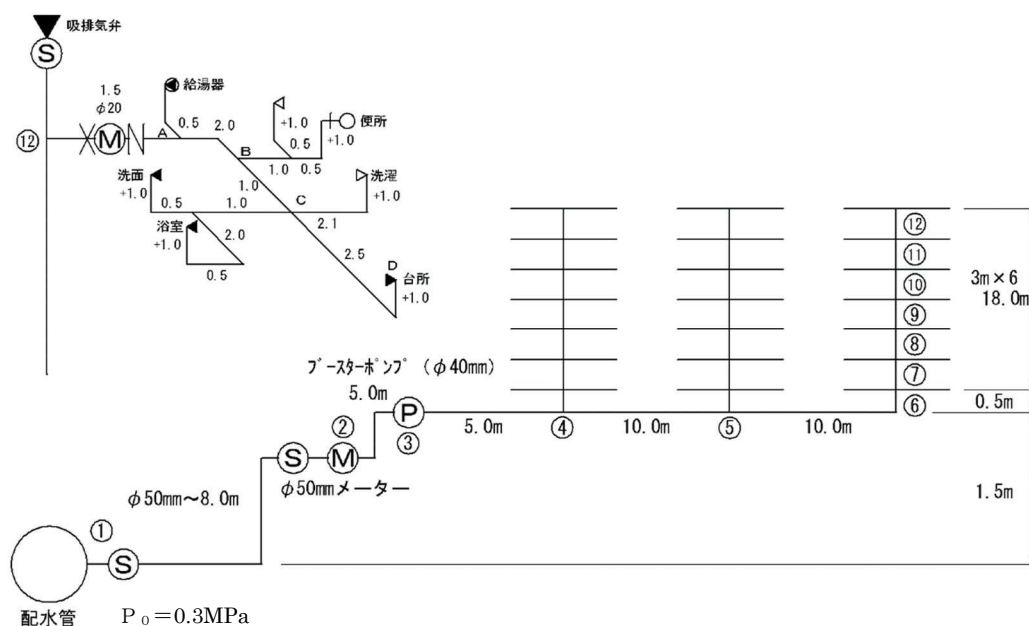 吸排気弁
S
1.5
φ20
給湯器
⑫
M
A
0.5
2.0
+1.0
便所
B
0.5
+1.0
1.0
0.5
洗面
+1.0
1.0
洗濯
+1.0
0.5
1.0
C
2.1
浴室
+1.0
2.0
2.5
0.5
D
台所
+1.0
⑫
⑪
⑩
⑨
⑧
⑦
⑥
3m×6
18.0m
0.5m
ブースターポンプ (φ40mm)
5.0m
P
②
③
5.0m
④
10.0m
⑤
10.0m
S
M
φ50mmメーター
φ50mm～8.0m
1.5m
①
S
配水管
P₀＝0.3MPa